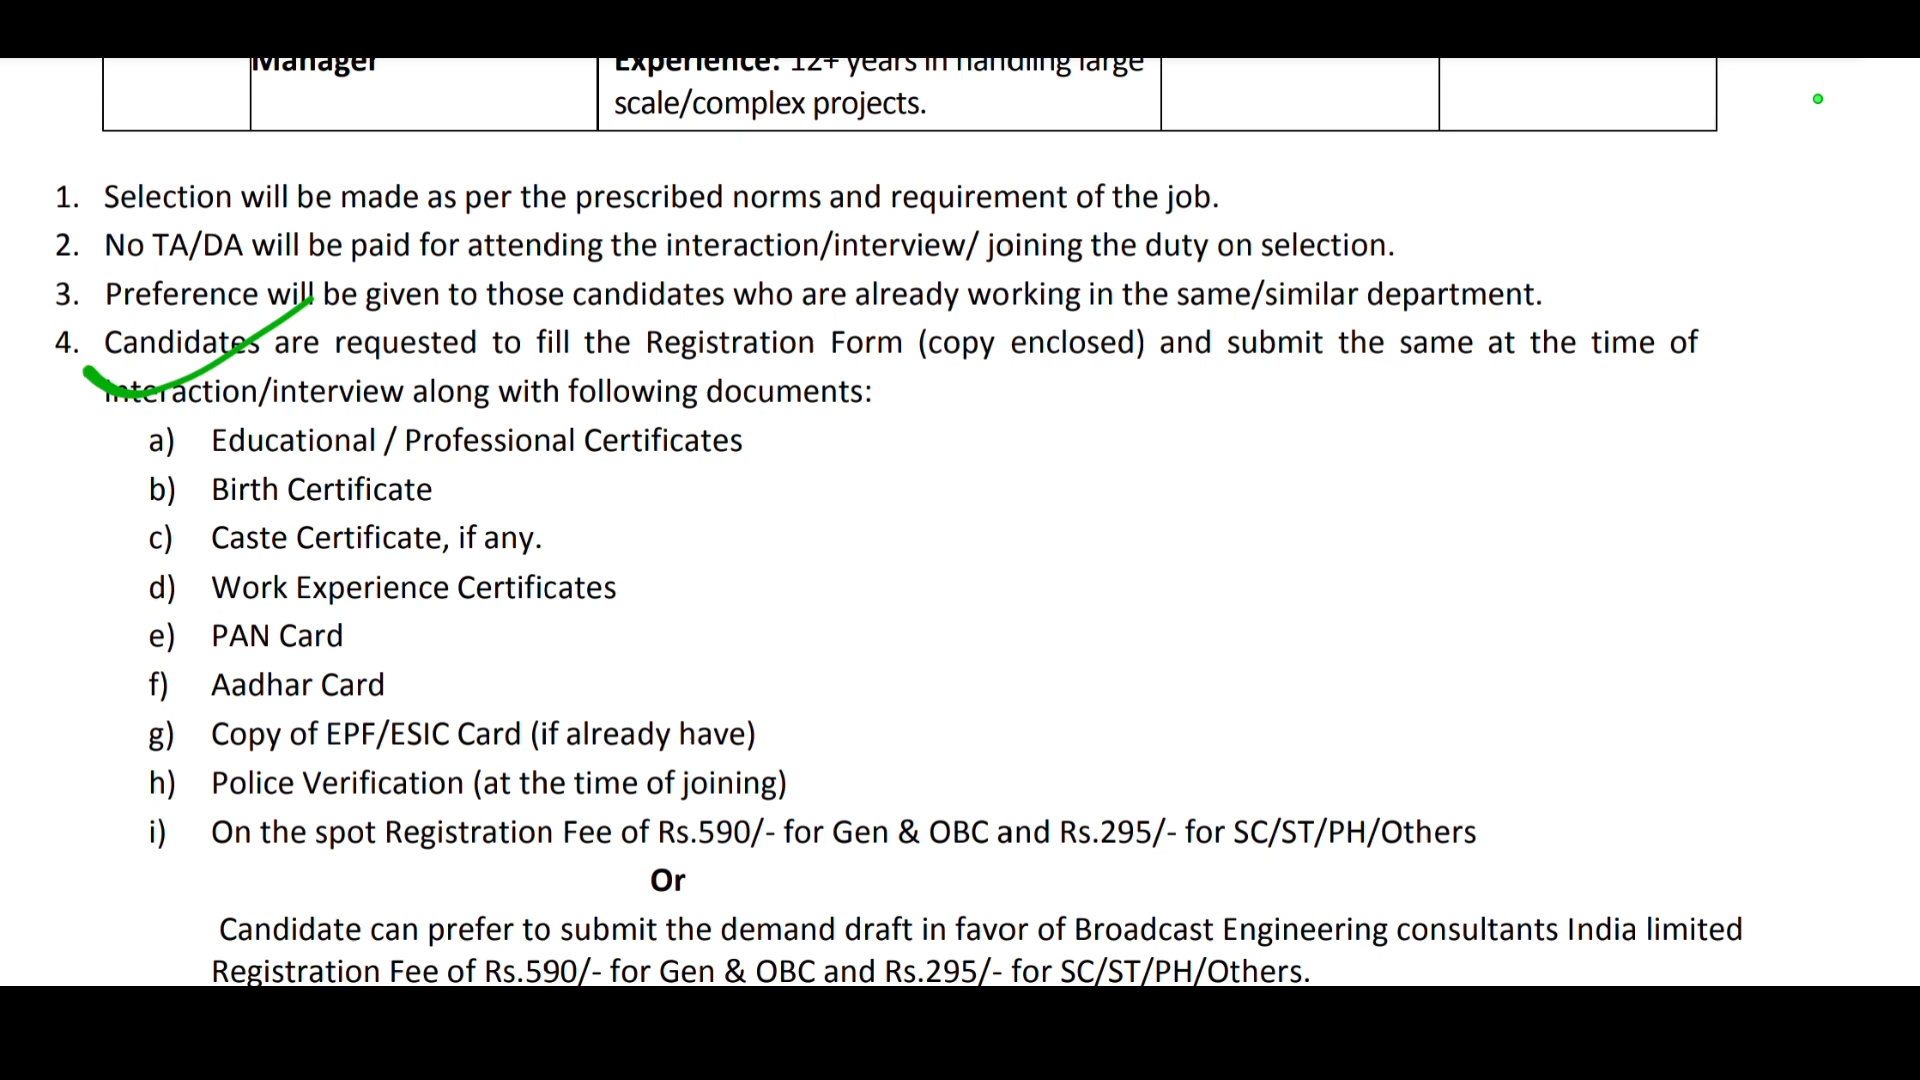 Manager
Experience: 12+ years in handling large
scale/complex projects.
1. Selection will be made as per the prescribed norms and requirement of the job.
2. No TA/DA will be paid for attending the interaction/interview/ joining the duty on selection.
3. Preference will be given to those candidates who are already working in the same/similar department.
4. Candidates are requested to fill the Registration Form (copy enclosed) and submit the same at the time of
interaction/interview along with following documents:
a) Educational / Professional Certificates
b) Birth Certificate
c) Caste Certificate, if any.
d) Work Experience Certificates
e) PAN Card
f) Aadhar Card
g) Copy of EPF/ESIC Card (if already have)
h) Police Verification (at the time of joining)
i) On the spot Registration Fee of Rs.590/- for Gen & OBC and Rs.295/- for SC/ST/PH/Others
Or
Candidate can prefer to submit the demand draft in favor of Broadcast Engineering consultants India limited
Registration Fee of Rs.590/- for Gen & OBC and Rs.295/- for SC/ST/PH/Others.